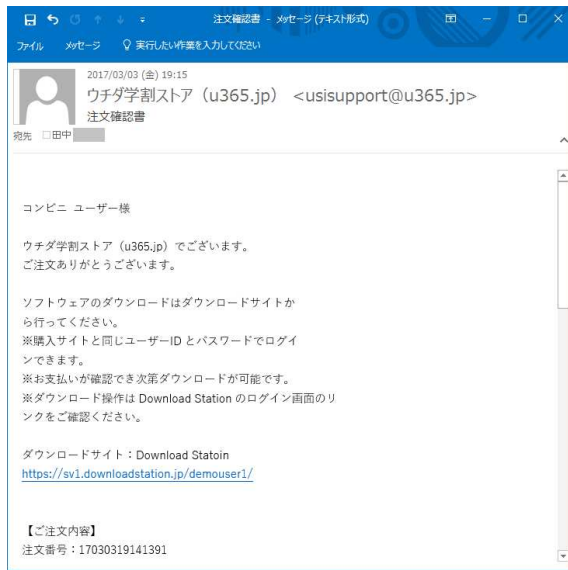 注文確認書 - メッセージ (テキスト形式)
ファイル メッセージ 実行したい作業を入力してください
2017/03/03 (金) 19:15
ウチダ学割ストア（u365.jp） <usisupport@u365.jp>
注文確認書
宛先 □田中
コンビニ ユーザー様
ウチダ学割ストア（u365.jp）でございます。
ご注文ありがとうございます。
ソフトウェアのダウンロードはダウンロードサイトか
ら行ってください。
※購入サイトと同じユーザーID とパスワードでログイ
ンできます。
※お支払いが確認でき次第ダウンロードが可能です。
※ダウンロード操作は Download Station のログイン画面のリ
ンクをご確認ください。
ダウンロードサイト：Download Statoin
https://sv1.downloadstation.jp/demouser1/
【ご注文内容】
注文番号：17030319141391